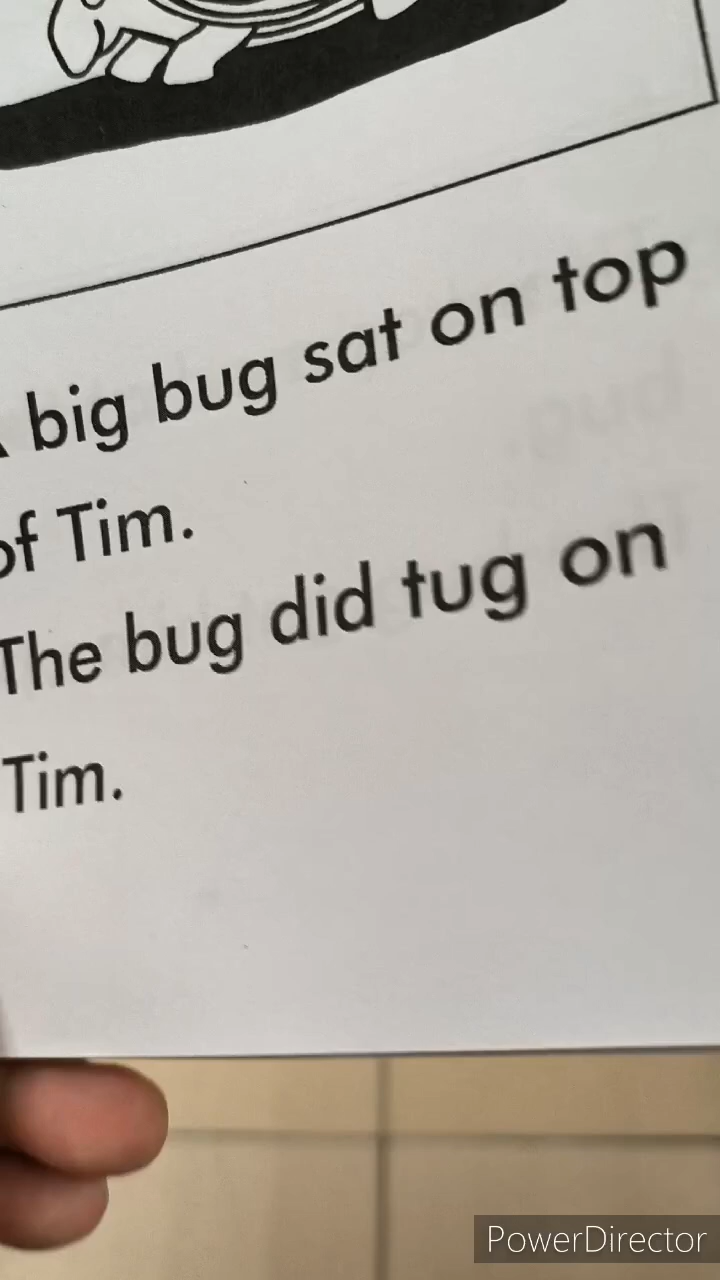 A big bug sat on top
of Tim.
The bug did tug on
Tim.
PowerDirector